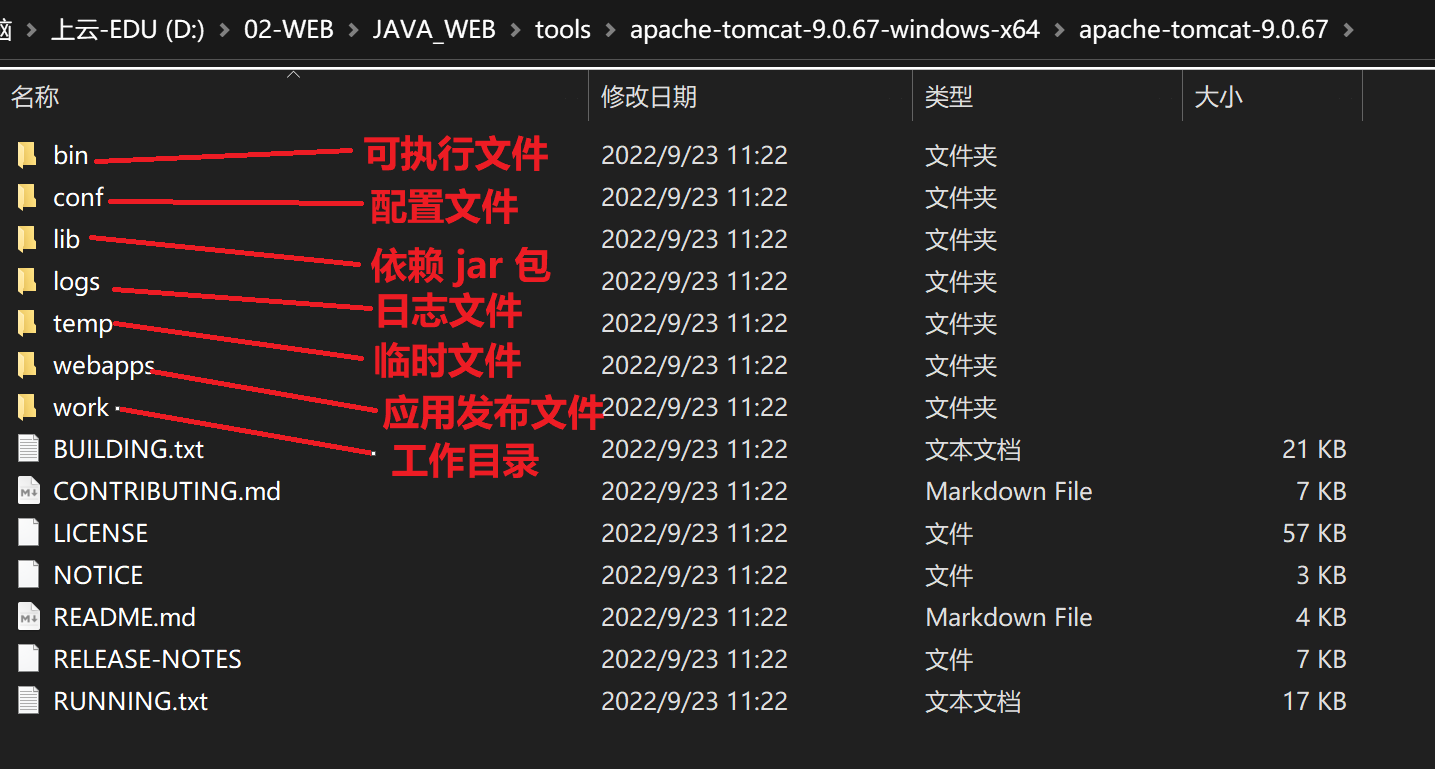 脑 > 上云-EDU (D:) > 02-WEB > JAVA_WEB > tools > apache-tomcat-9.0.67-windows-x64 > apache-tomcat-9.0.67 >
名称 修改日期 类型 大小
bin 可执行文件 2022/9/23 11:22 文件夹
conf 配置文件 2022/9/23 11:22 文件夹
lib 依赖 jar 包 2022/9/23 11:22 文件夹
logs 日志文件 2022/9/23 11:22 文件夹
temp 临时文件 2022/9/23 11:22 文件夹
webapps 应用发布文件 2022/9/23 11:22 文件夹
work 工作目录 2022/9/23 11:22 文件夹
BUILDING.txt 2022/9/23 11:22 文本文档 21 KB
CONTRIBUTING.md 2022/9/23 11:22 Markdown File 7 KB
LICENSE 2022/9/23 11:22 文件 57 KB
NOTICE 2022/9/23 11:22 文件 3 KB
README.md 2022/9/23 11:22 Markdown File 4 KB
RELEASE-NOTES 2022/9/23 11:22 文件 7 KB
RUNNING.txt 2022/9/23 11:22 文本文档 17 KB